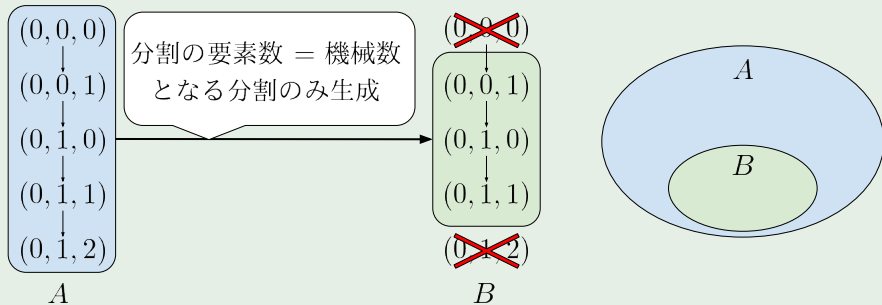 (0, 0, 0)
(0, 0, 1)
(0, 1, 0)
(0, 1, 1)
(0, 1, 2)
A
分割の要素数 = 機械数
となる分割のみ生成
(0, 0, 0)
(0, 0, 1)
(0, 1, 0)
(0, 1, 1)
(0, 1, 2)
B
A
B